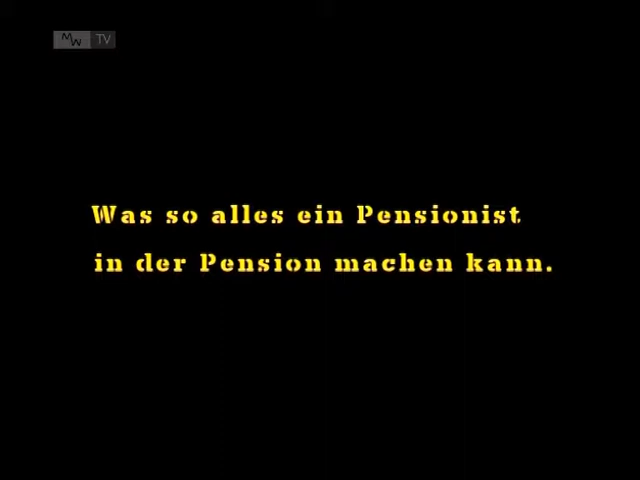 MW TV
Was so alles ein Pensionist
in der Pension machen kann.